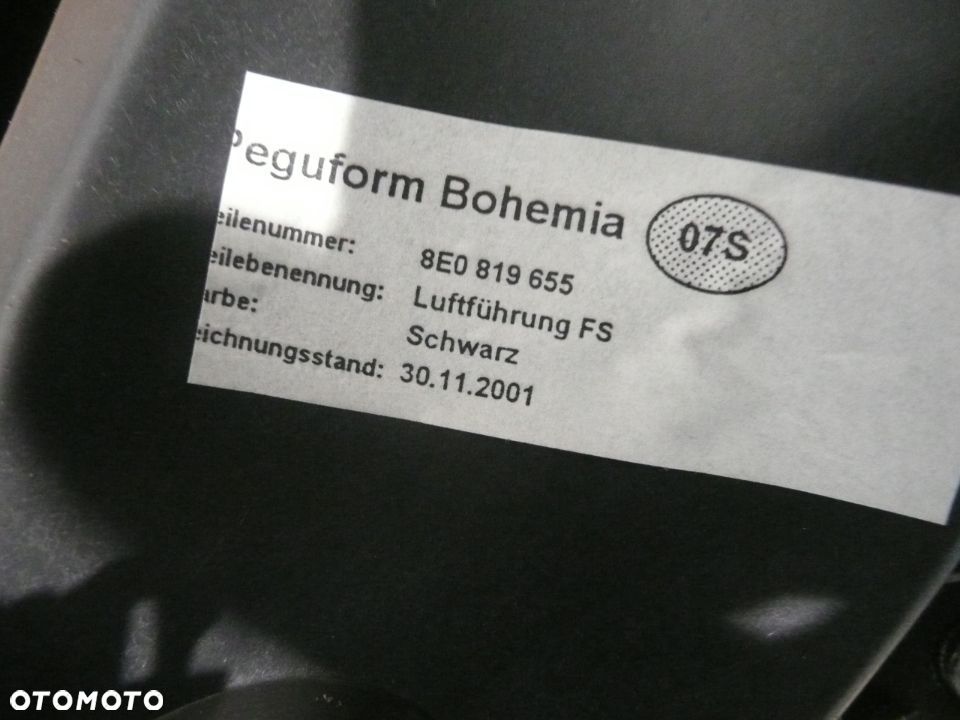 Peguform Bohemia 07S
eilenummer: 8E0 819 655
eilebenennung: Luftführung FS
arbe: Schwarz
eichnungsstand: 30.11.2001
OTOMOTO